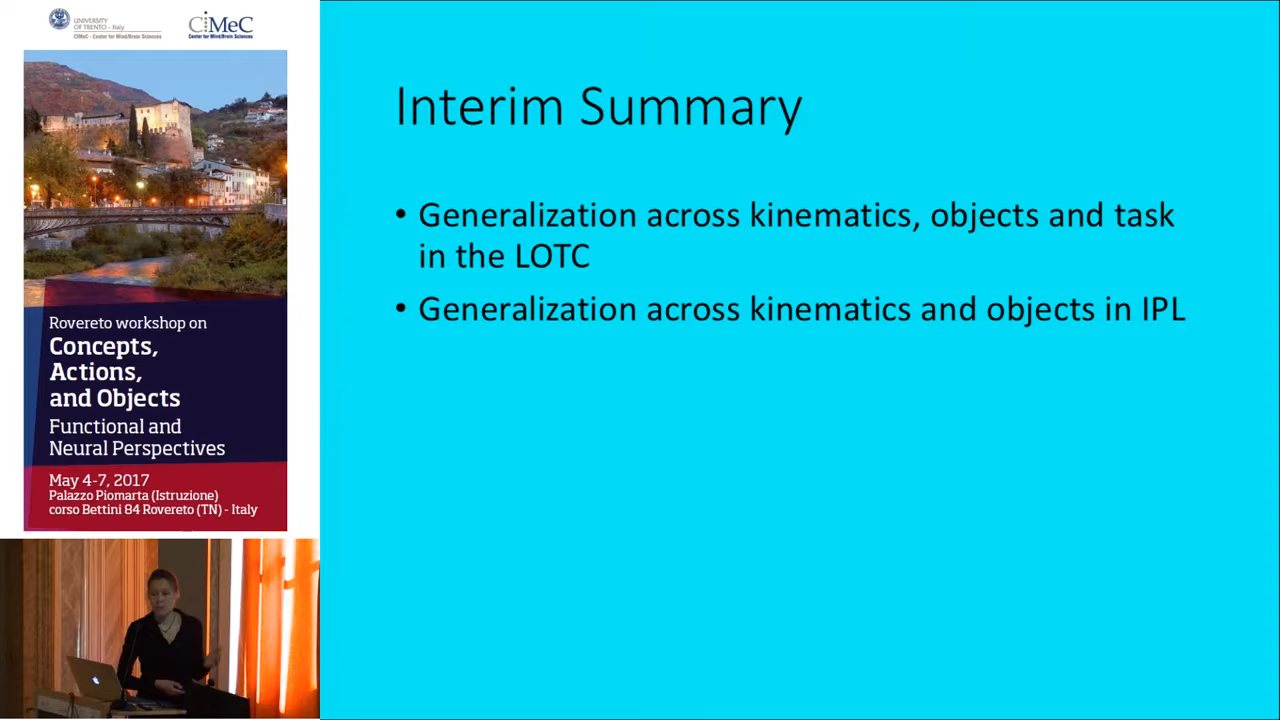 UNIVERSITY
OF TRENTO - Italy
CIMeC - Center for Mind/Brain Sciences
CiMeC
Center for Mind/Brain Sciences
Rovereto workshop on
Concepts,
Actions,
and Objects
Functional and
Neural Perspectives
May 4-7, 2017
Palazzo Piomarta (Istruzione)
corso Bettini 84 Rovereto (TN) - Italy
Interim Summary
• Generalization across kinematics, objects and task
in the LOTC
• Generalization across kinematics and objects in IPL